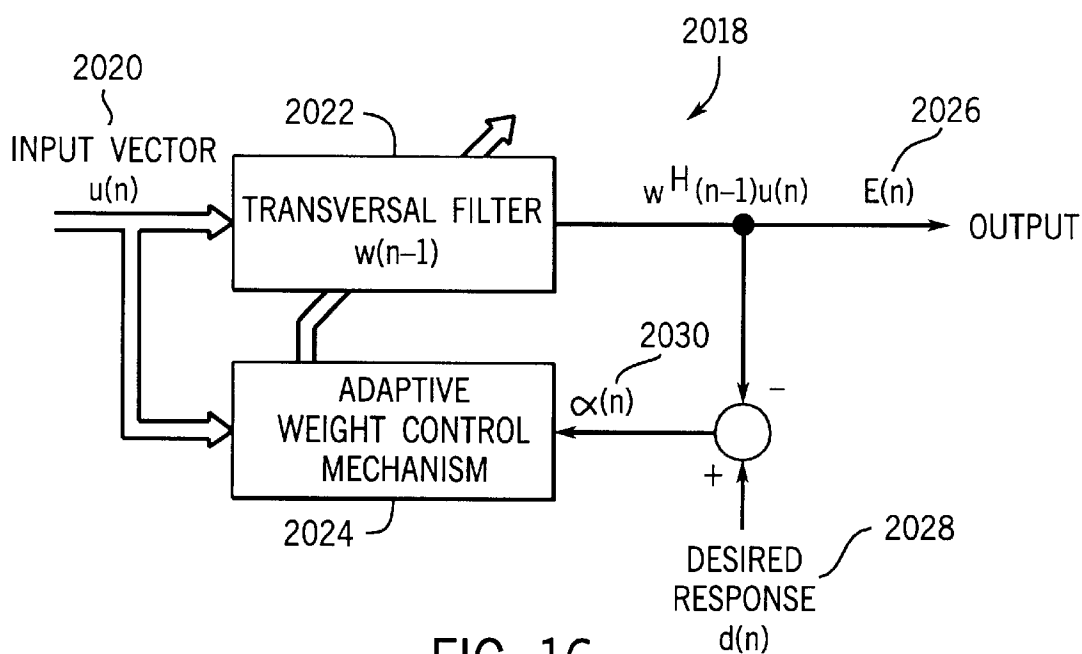 2018
2020
2022
2026
INPUT VECTOR
u(n)
TRANSVERSAL FILTER
w(n-1)
w^H(n-1)u(n)
E(n)
OUTPUT
2030
ADAPTIVE
WEIGHT CONTROL
MECHANISM
∝(n)
−
+
2024
2028
DESIRED
RESPONSE
d(n)
FIG. 16